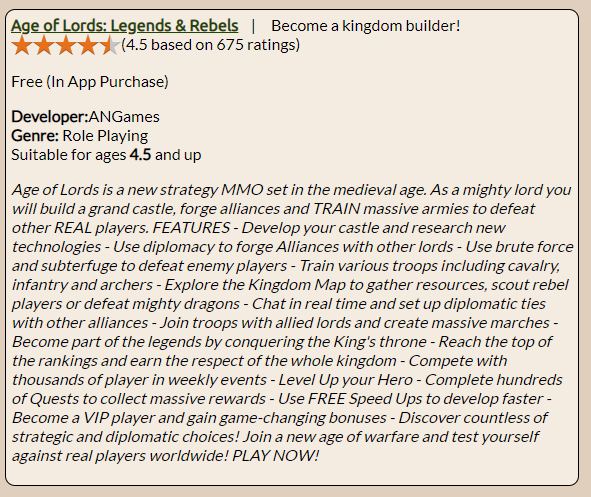 Age of Lords: Legends & Rebels | Become a kingdom builder!
(4.5 based on 675 ratings)
Free (In App Purchase)
Developer:ANGames
Genre: Role Playing
Suitable for ages 4.5 and up
Age of Lords is a new strategy MMO set in the medieval age. As a mighty lord you
will build a grand castle, forge alliances and TRAIN massive armies to defeat
other REAL players. FEATURES - Develop your castle and research new
technologies - Use diplomacy to forge Alliances with other lords - Use brute force
and subterfuge to defeat enemy players - Train various troops including cavalry,
infantry and archers - Explore the Kingdom Map to gather resources, scout rebel
players or defeat mighty dragons - Chat in real time and set up diplomatic ties
with other alliances - Join troops with allied lords and create massive marches -
Become part of the legends by conquering the King's throne - Reach the top of
the rankings and earn the respect of the whole kingdom - Compete with
thousands of player in weekly events - Level Up your Hero - Complete hundreds
of Quests to collect massive rewards - Use FREE Speed Ups to develop faster -
Become a VIP player and gain game-changing bonuses - Discover countless of
strategic and diplomatic choices! Join a new age of warfare and test yourself
against real players worldwide! PLAY NOW!